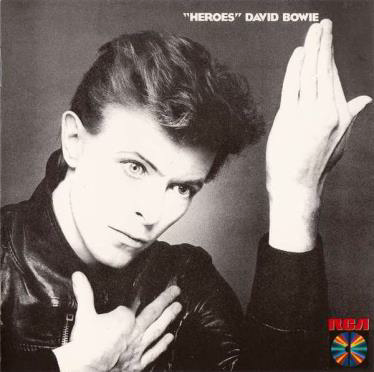 "HEROES" DAVID BOWIE
RCA